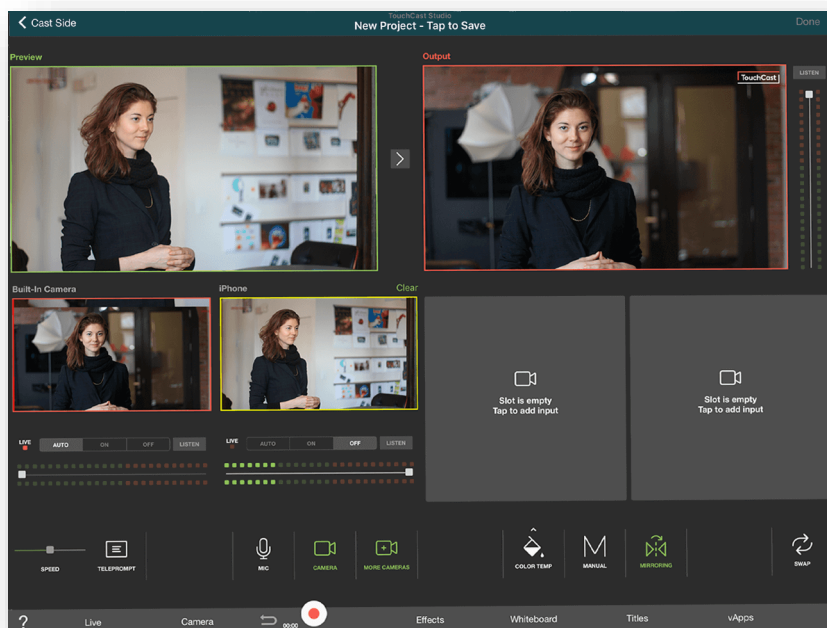 Cast Side
TouchCast Studio
New Project - Tap to Save
Done
Preview
Output
TouchCast
LISTEN
Built-In Camera
iPhone
Clear
Slot is empty
Tap to add input
Slot is empty
Tap to add input
LIVE
AUTO
ON
OFF
LISTEN
LIVE
AUTO
ON
OFF
LISTEN
SPEED
TELEPROMPT
MIC
CAMERA
MORE CAMERAS
COLOR TEMP
MANUAL
MIRRORING
SWAP
?
Live
Camera
00:00
Effects
Whiteboard
Titles
vApps